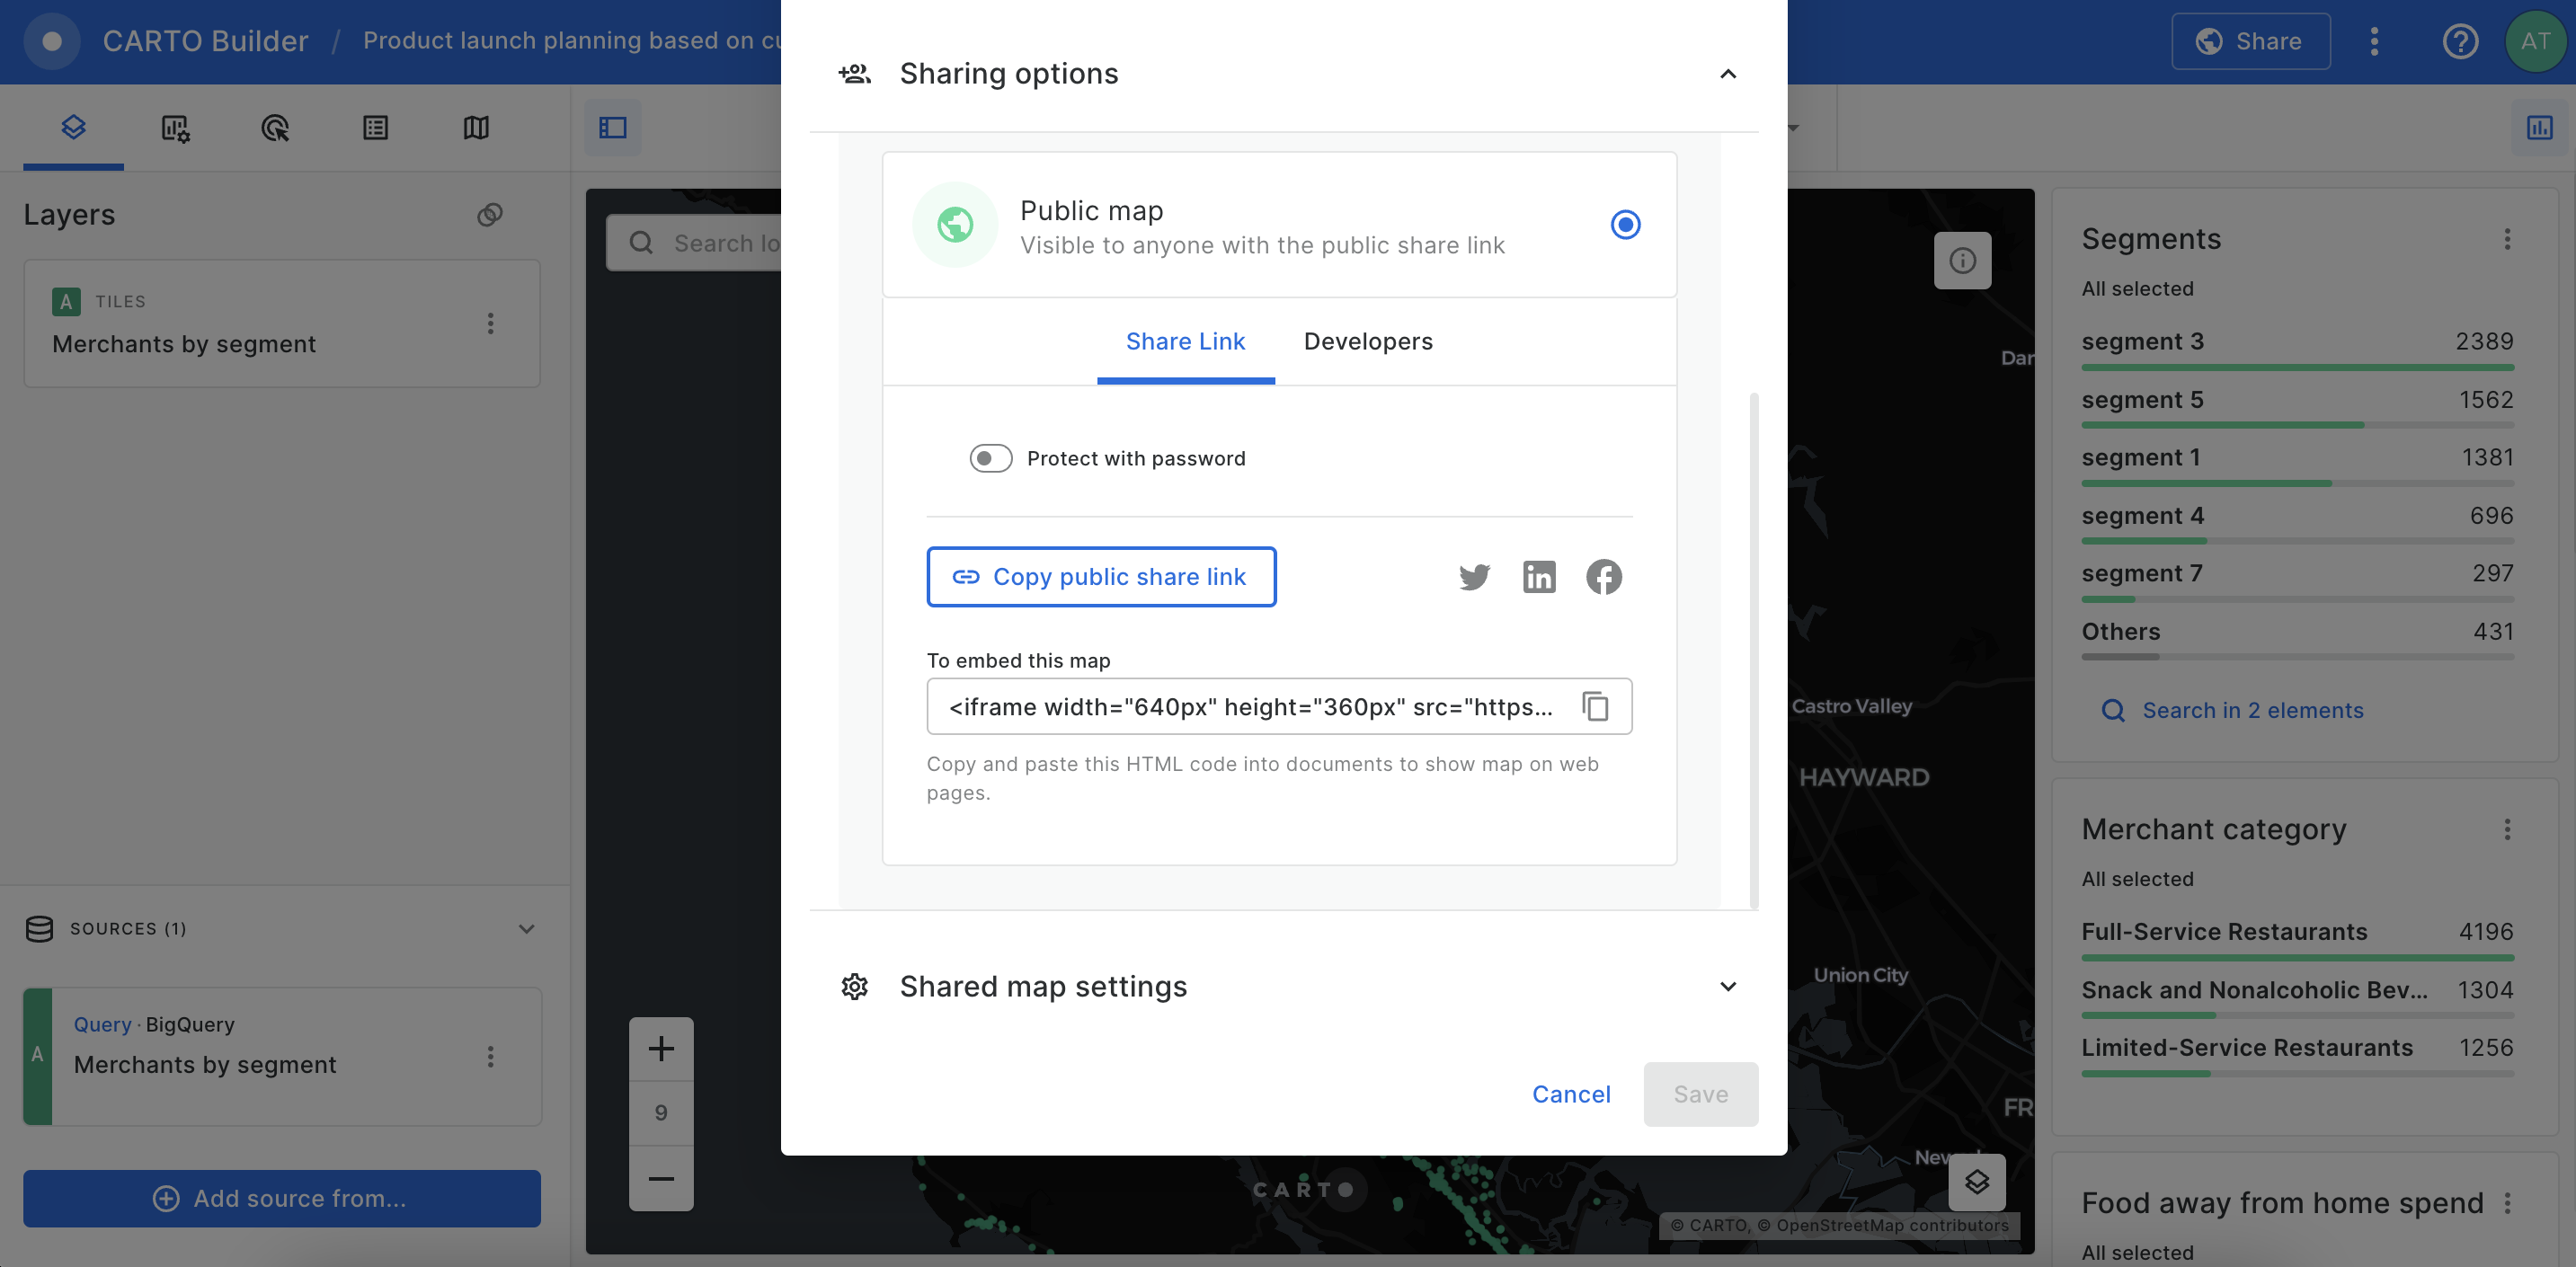 CARTO Builder / Product launch planning based on cu
Share
AT
Sharing options
Public map
Visible to anyone with the public share link
Share Link
Developers
Protect with password
Copy public share link
To embed this map
<iframe width="640px" height="360px" src="https...
Copy and paste this HTML code into documents to show map on web
pages.
Shared map settings
Cancel
Save
Layers
A TILES
Merchants by segment
SOURCES (1)
A
Query · BigQuery
Merchants by segment
Add source from...
Search lo
9
Dar
Castro Valley
HAYWARD
Union City
FR
CARTO
© CARTO, © OpenStreetMap contributors
Segments
All selected
segment 3 2389
segment 5 1562
segment 1 1381
segment 4 696
segment 7 297
Others 431
Search in 2 elements
Merchant category
All selected
Full-Service Restaurants 4196
Snack and Nonalcoholic Bev... 1304
Limited-Service Restaurants 1256
Food away from home spend
All selected